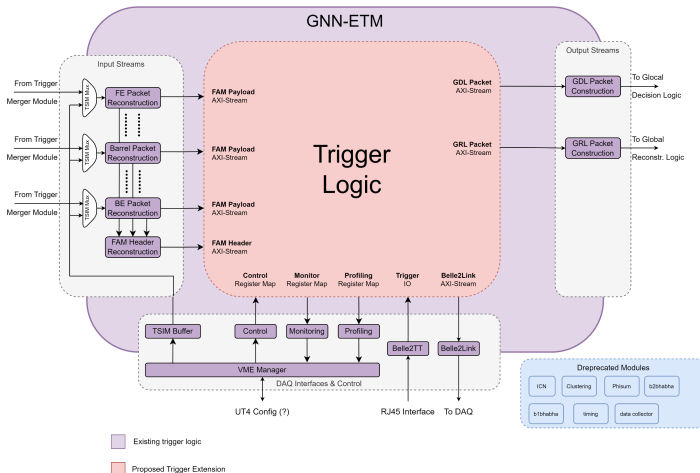 GNN-ETM
Input Streams
Output Streams
From Trigger
Merger Module
TSIM Mux
FE Packet
Reconstruction
FAM Payload
AXI-Stream
GDL Packet
AXI-Stream
GDL Packet
Construction
To Glocal
Decision Logic
From Trigger
Merger Module
TSIM Mux
Barrel Packet
Reconstruction
FAM Payload
AXI-Stream
Trigger
Logic
GRL Packet
AXI-Stream
GRL Packet
Construction
To Global
Reconstr. Logic
From Trigger
Merger Module
TSIM Mux
BE Packet
Reconstruction
FAM Payload
AXI-Stream
FAM Header
Reconstruction
FAM Header
AXI-Stream
Control
Register Map
Monitor
Register Map
Profiling
Register Map
Trigger
IO
Belle2Link
AXI-Stream
TSIM Buffer
Control
Monitoring
Profiling
Belle2TT
Belle2Link
VME Manager
DAQ Interfaces & Control
UT4 Config (?)
RJ45 Interface
To DAQ
Drepecated Modules
ICN
Clustering
Phisum
b2bhabha
b1bhabha
timing
data collector
Existing trigger logic
Proposed Trigger Extension